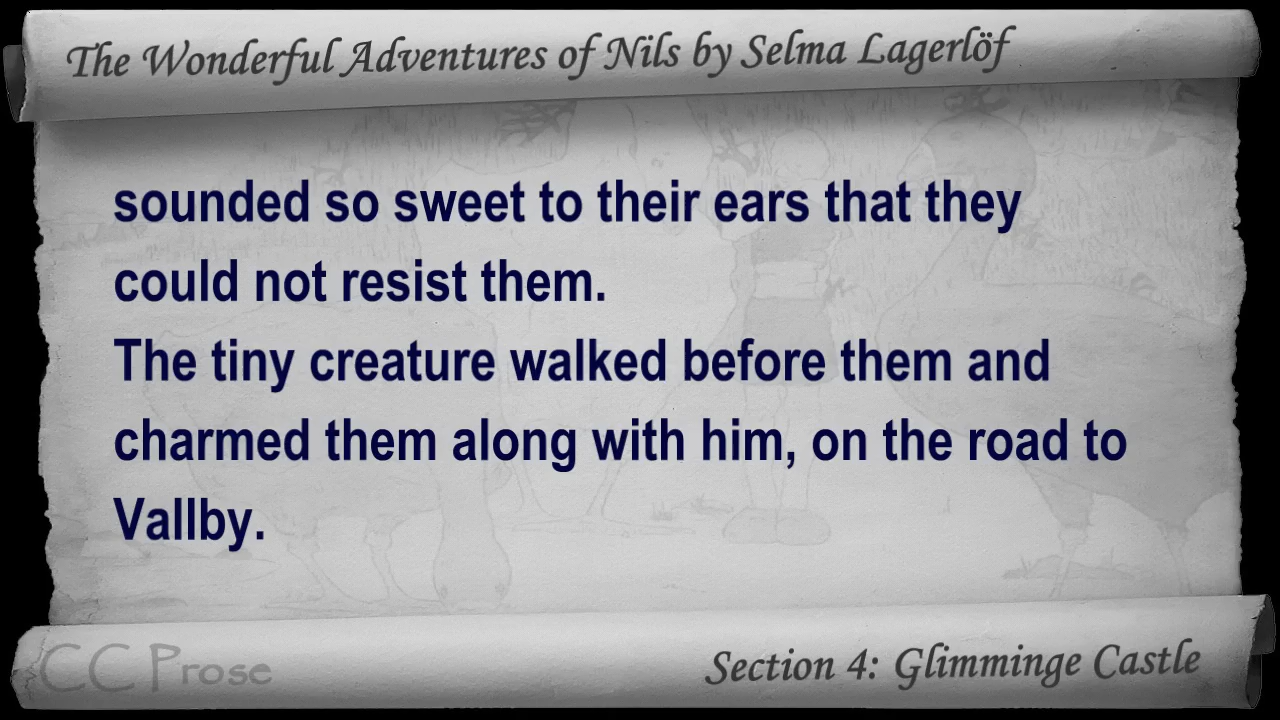 The Wonderful Adventures of Nils by Selma Lagerlöf
sounded so sweet to their ears that they
could not resist them.
The tiny creature walked before them and
charmed them along with him, on the road to
Vallby.
CC Prose
Section 4: Glimminge Castle